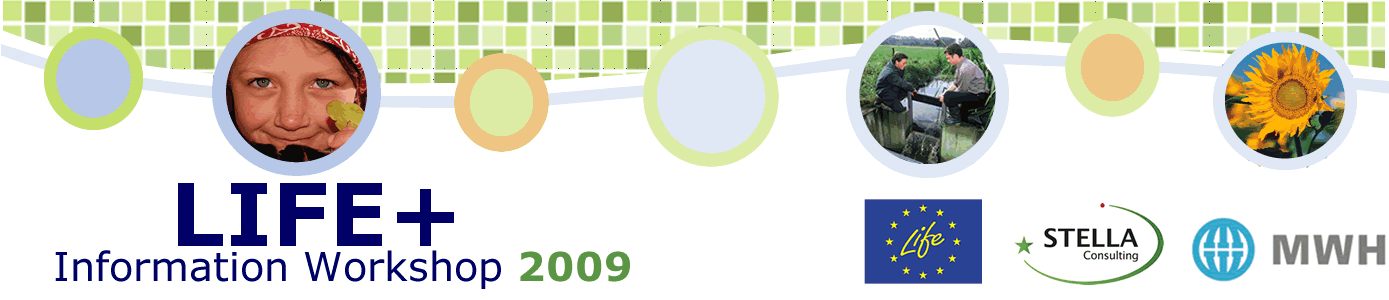 LIFE+
Information Workshop 2009
Life
STELLA
Consulting
MWH